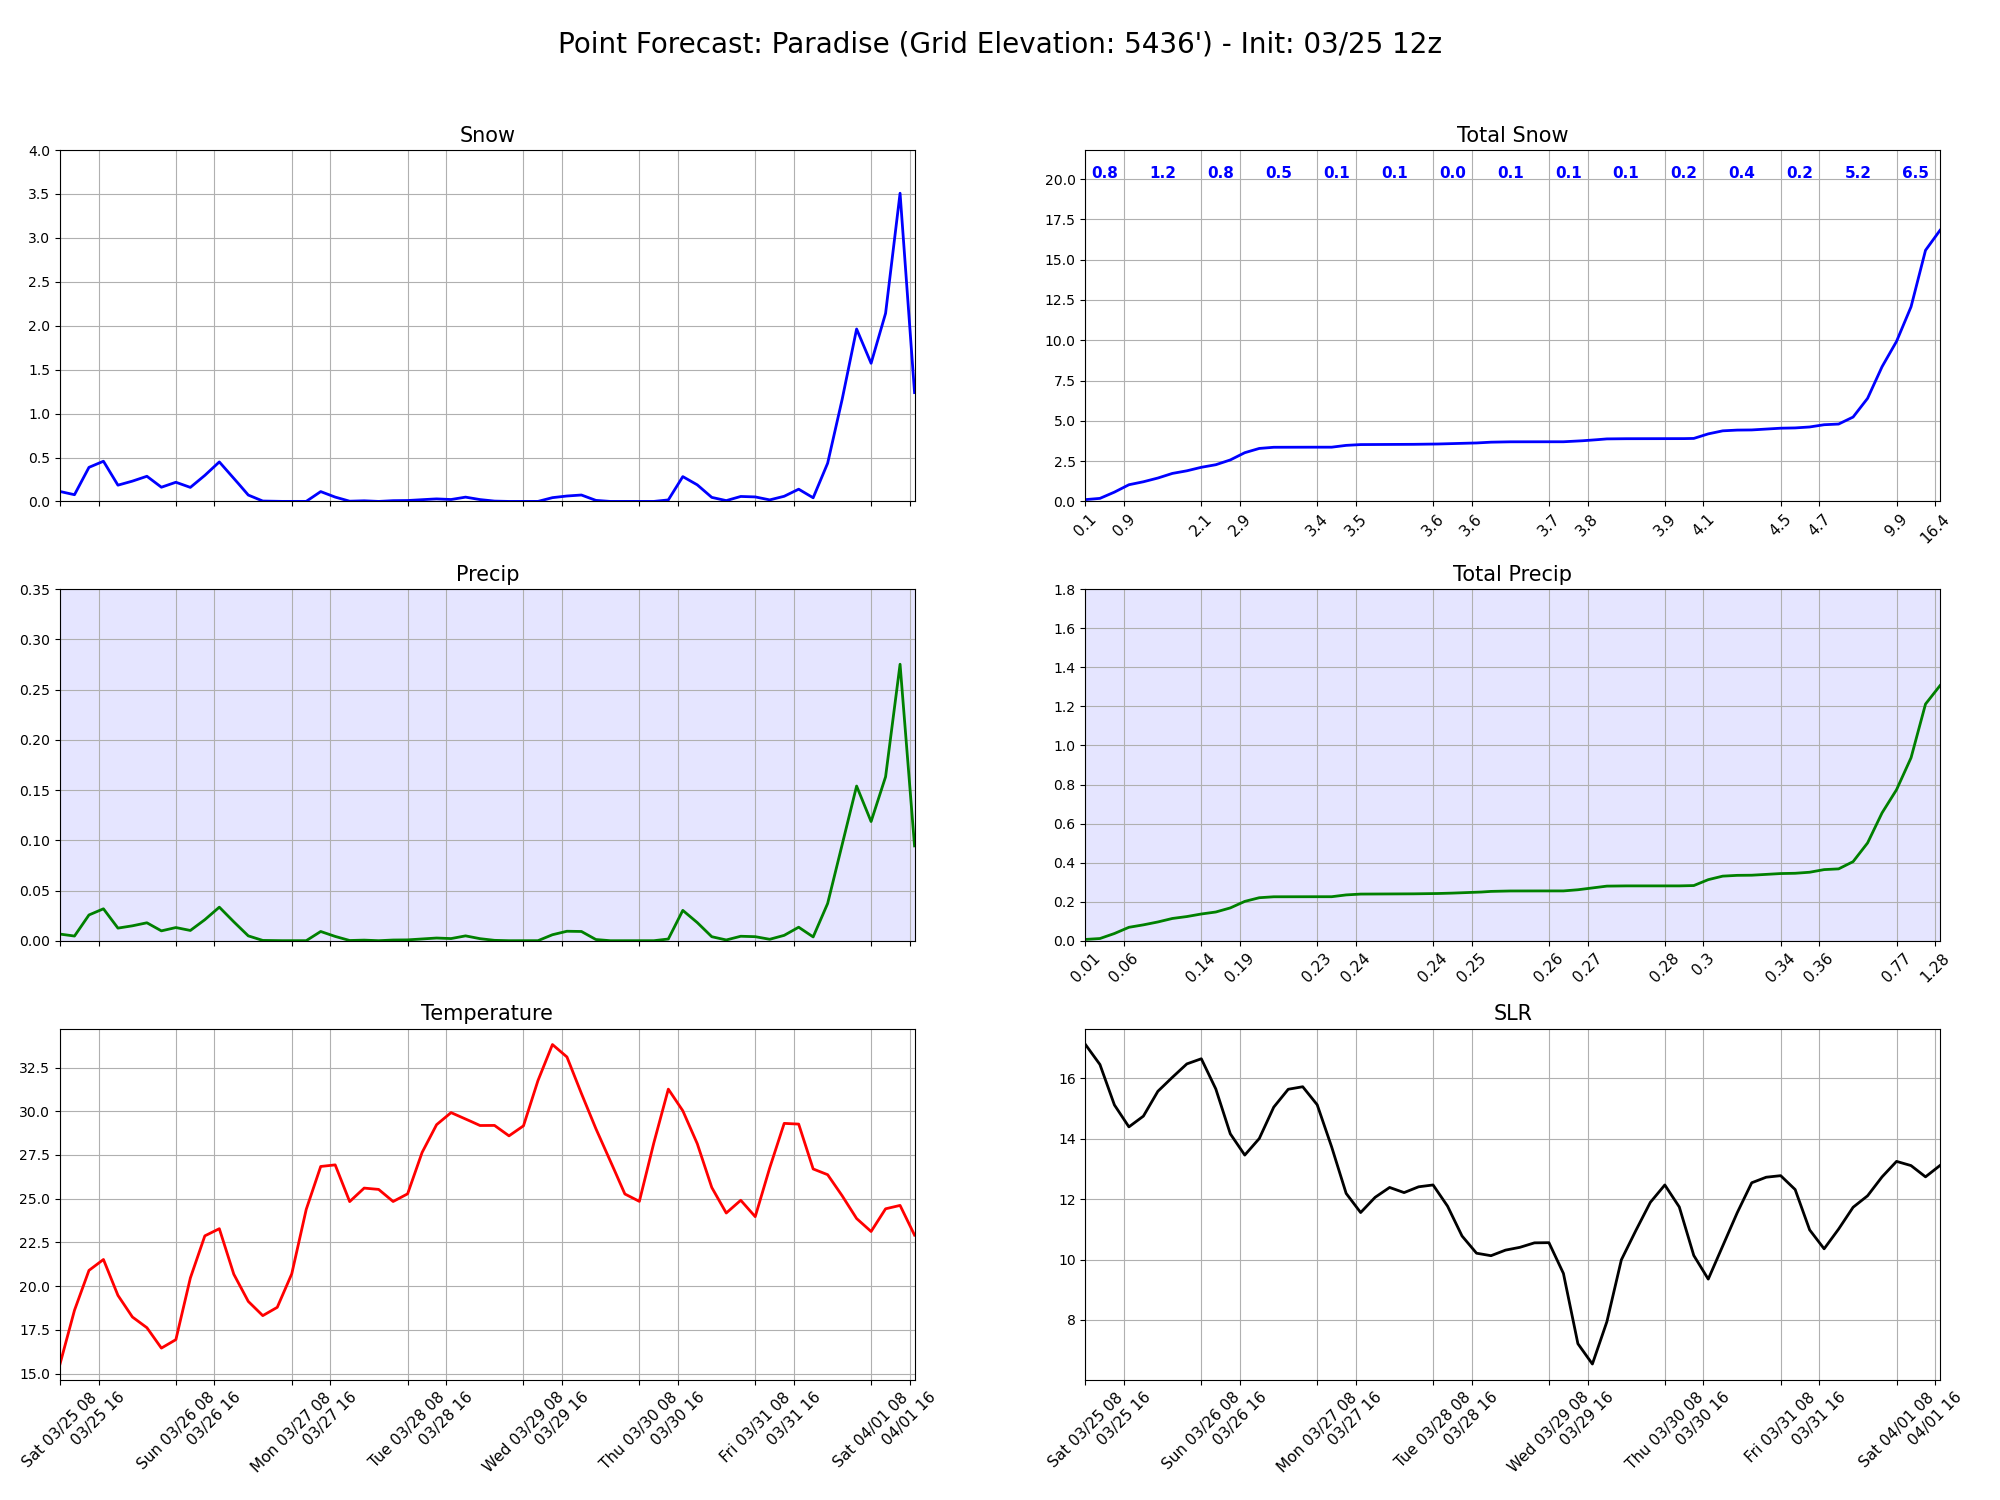 Point Forecast: Paradise (Grid Elevation: 5436') - Init: 03/25 12z
Snow
4.0
3.5
3.0
2.5
2.0
1.5
1.0
0.5
0.0
Total Snow
0.8 1.2 0.8 0.5 0.1 0.1 0.0 0.1 0.1 0.1 0.2 0.4 0.2 5.2 6.5
20.0
17.5
15.0
12.5
10.0
7.5
5.0
2.5
0.0
0.1 0.9 2.1 2.9 3.4 3.5 3.6 3.6 3.7 3.8 3.9 4.1 4.5 4.7 9.9 16.4
Precip
0.35
0.30
0.25
0.20
0.15
0.10
0.05
0.00
Total Precip
1.8
1.6
1.4
1.2
1.0
0.8
0.6
0.4
0.2
0.0
0.01 0.06 0.14 0.19 0.23 0.24 0.24 0.25 0.26 0.27 0.28 0.3 0.34 0.36 0.77 1.28
Temperature
32.5
30.0
27.5
25.0
22.5
20.0
17.5
15.0
Sat 03/25 08
03/25 16
Sun 03/26 08
03/26 16
Mon 03/27 08
03/27 16
Tue 03/28 08
03/28 16
Wed 03/29 08
03/29 16
Thu 03/30 08
03/30 16
Fri 03/31 08
03/31 16
Sat 04/01 08
04/01 16
SLR
16
14
12
10
8
Sat 03/25 08
03/25 16
Sun 03/26 08
03/26 16
Mon 03/27 08
03/27 16
Tue 03/28 08
03/28 16
Wed 03/29 08
03/29 16
Thu 03/30 08
03/30 16
Fri 03/31 08
03/31 16
Sat 04/01 08
04/01 16